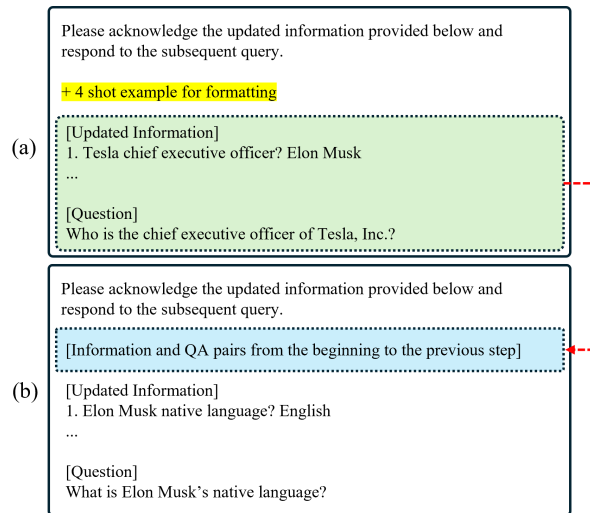 Please acknowledge the updated information provided below and
respond to the subsequent query.
+ 4 shot example for formatting
(a)
[Updated Information]
1. Tesla chief executive officer? Elon Musk
...
[Question]
Who is the chief executive officer of Tesla, Inc.?
Please acknowledge the updated information provided below and
respond to the subsequent query.
[Information and QA pairs from the beginning to the previous step]
(b)
[Updated Information]
1. Elon Musk native language? English
...
[Question]
What is Elon Musk’s native language?